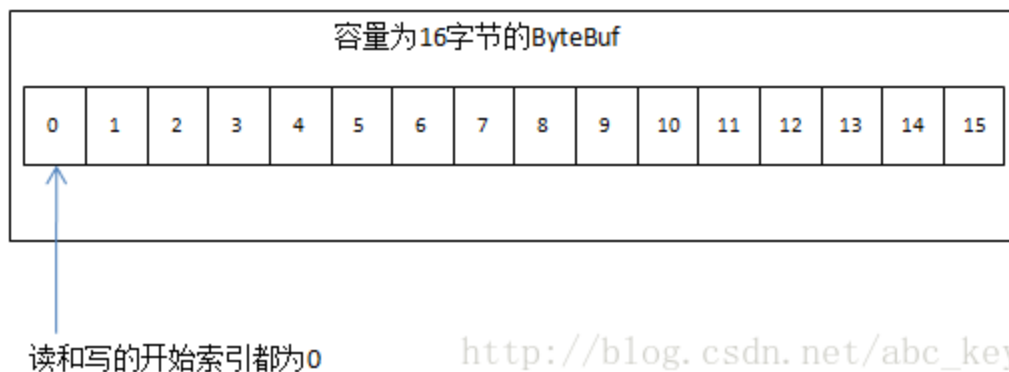 容量为16字节的ByteBuf
0 1 2 3 4 5 6 7 8 9 10 11 12 13 14 15
读和写的开始索引都为0
http://blog.csdn.net/abc_key